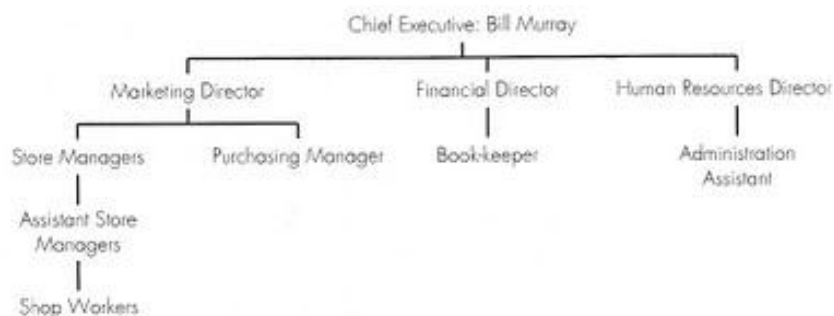 Chief Executive: Bill Murray
Marketing Director
Financial Director
Human Resources Director
Store Managers
Purchasing Manager
Book-keeper
Administration
Assistant
Assistant Store
Managers
Shop Workers